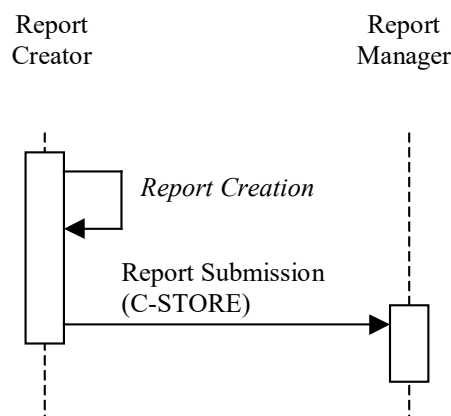 Report
Creator
Report
Manager
Report Creation
Report Submission
(C-STORE)